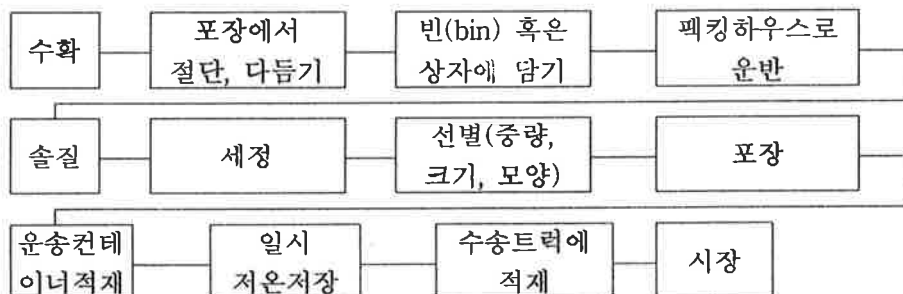 수확
포장에서
절단, 다듬기
빈(bin) 혹은
상자에 담기
팩킹하우스로
운반
솔질
세정
선별(중량,
크기, 모양)
포장
운송컨테
이너적재
일시
저온저장
수송트럭에
적재
시장